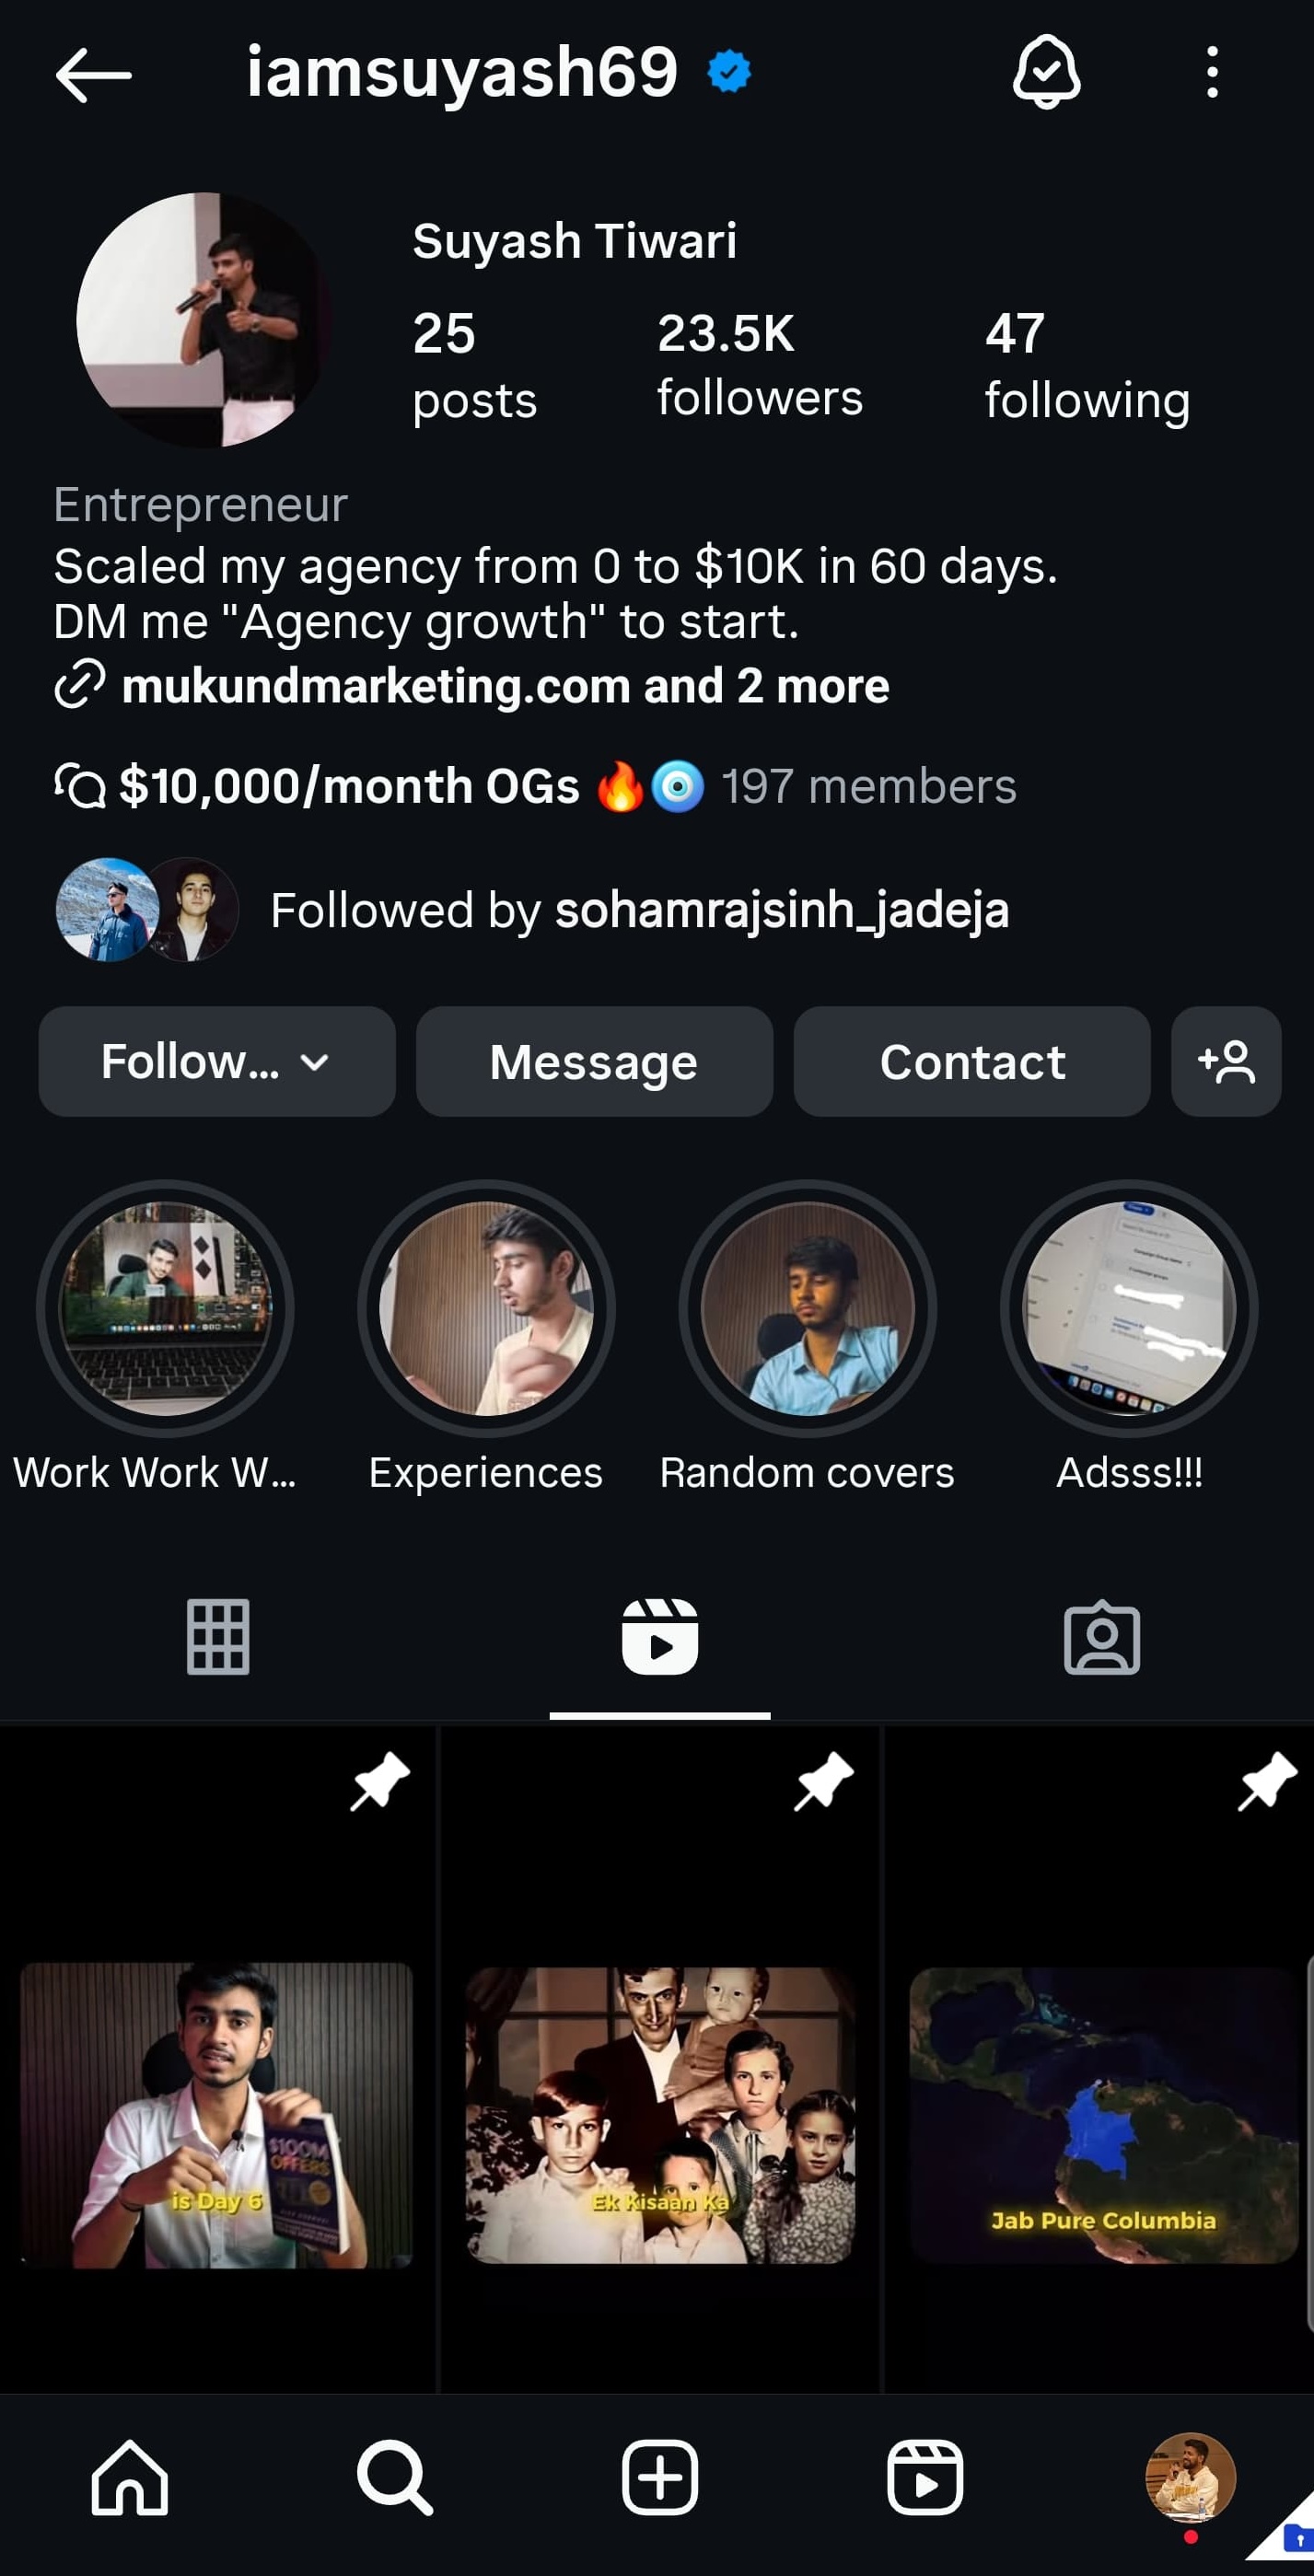 iamsuyash69
Suyash Tiwari
25
posts
23.5K
followers
47
following
Entrepreneur
Scaled my agency from 0 to $10K in 60 days.
DM me "Agency growth" to start.
mukundmarketing.com and 2 more
$10,000/month OGs 🔥🧿 197 members
Followed by sohamrajsinh_jadeja
Follow...
Message
Contact
Work Work W...
Experiences
Random covers
Adsss!!!
$100M
OFFERS
is Day 6
Ek Kisaan Ka
Jab Pure Columbia